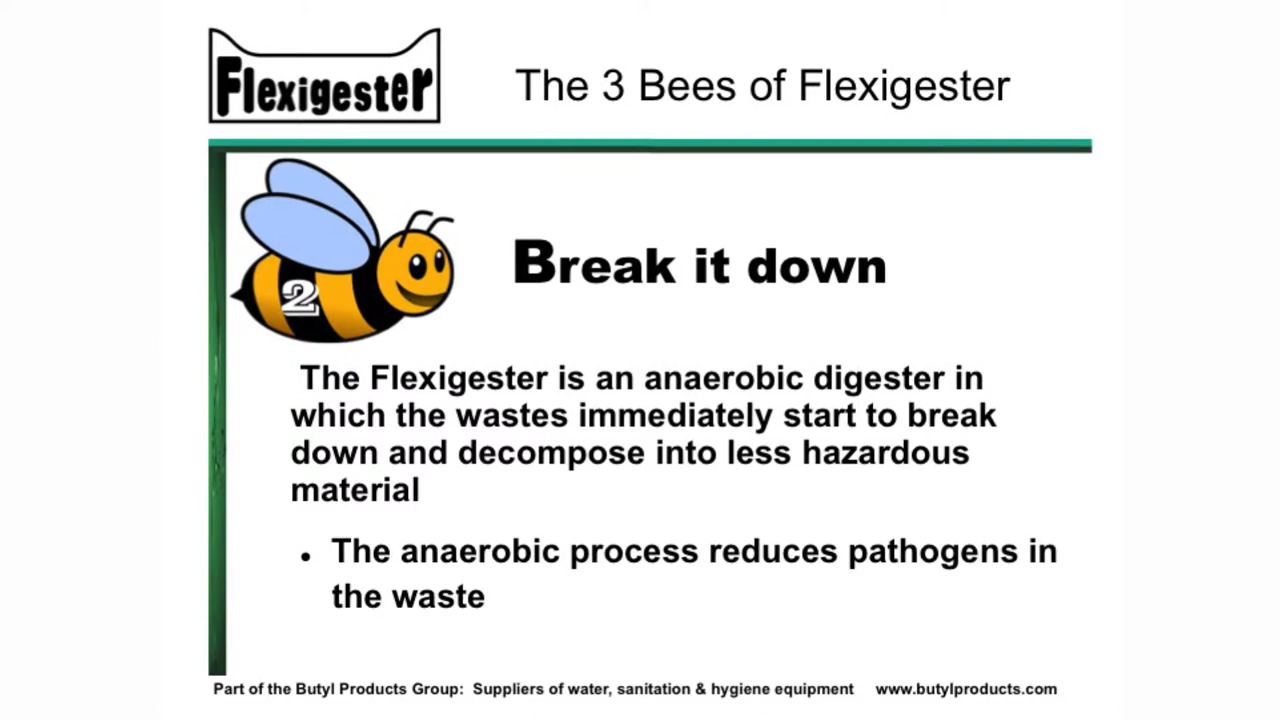 Flexigester
The 3 Bees of Flexigester
2
Break it down
The Flexigester is an anaerobic digester in
which the wastes immediately start to break
down and decompose into less hazardous
material
• The anaerobic process reduces pathogens in
the waste
Part of the Butyl Products Group: Suppliers of water, sanitation & hygiene equipment www.butylproducts.com